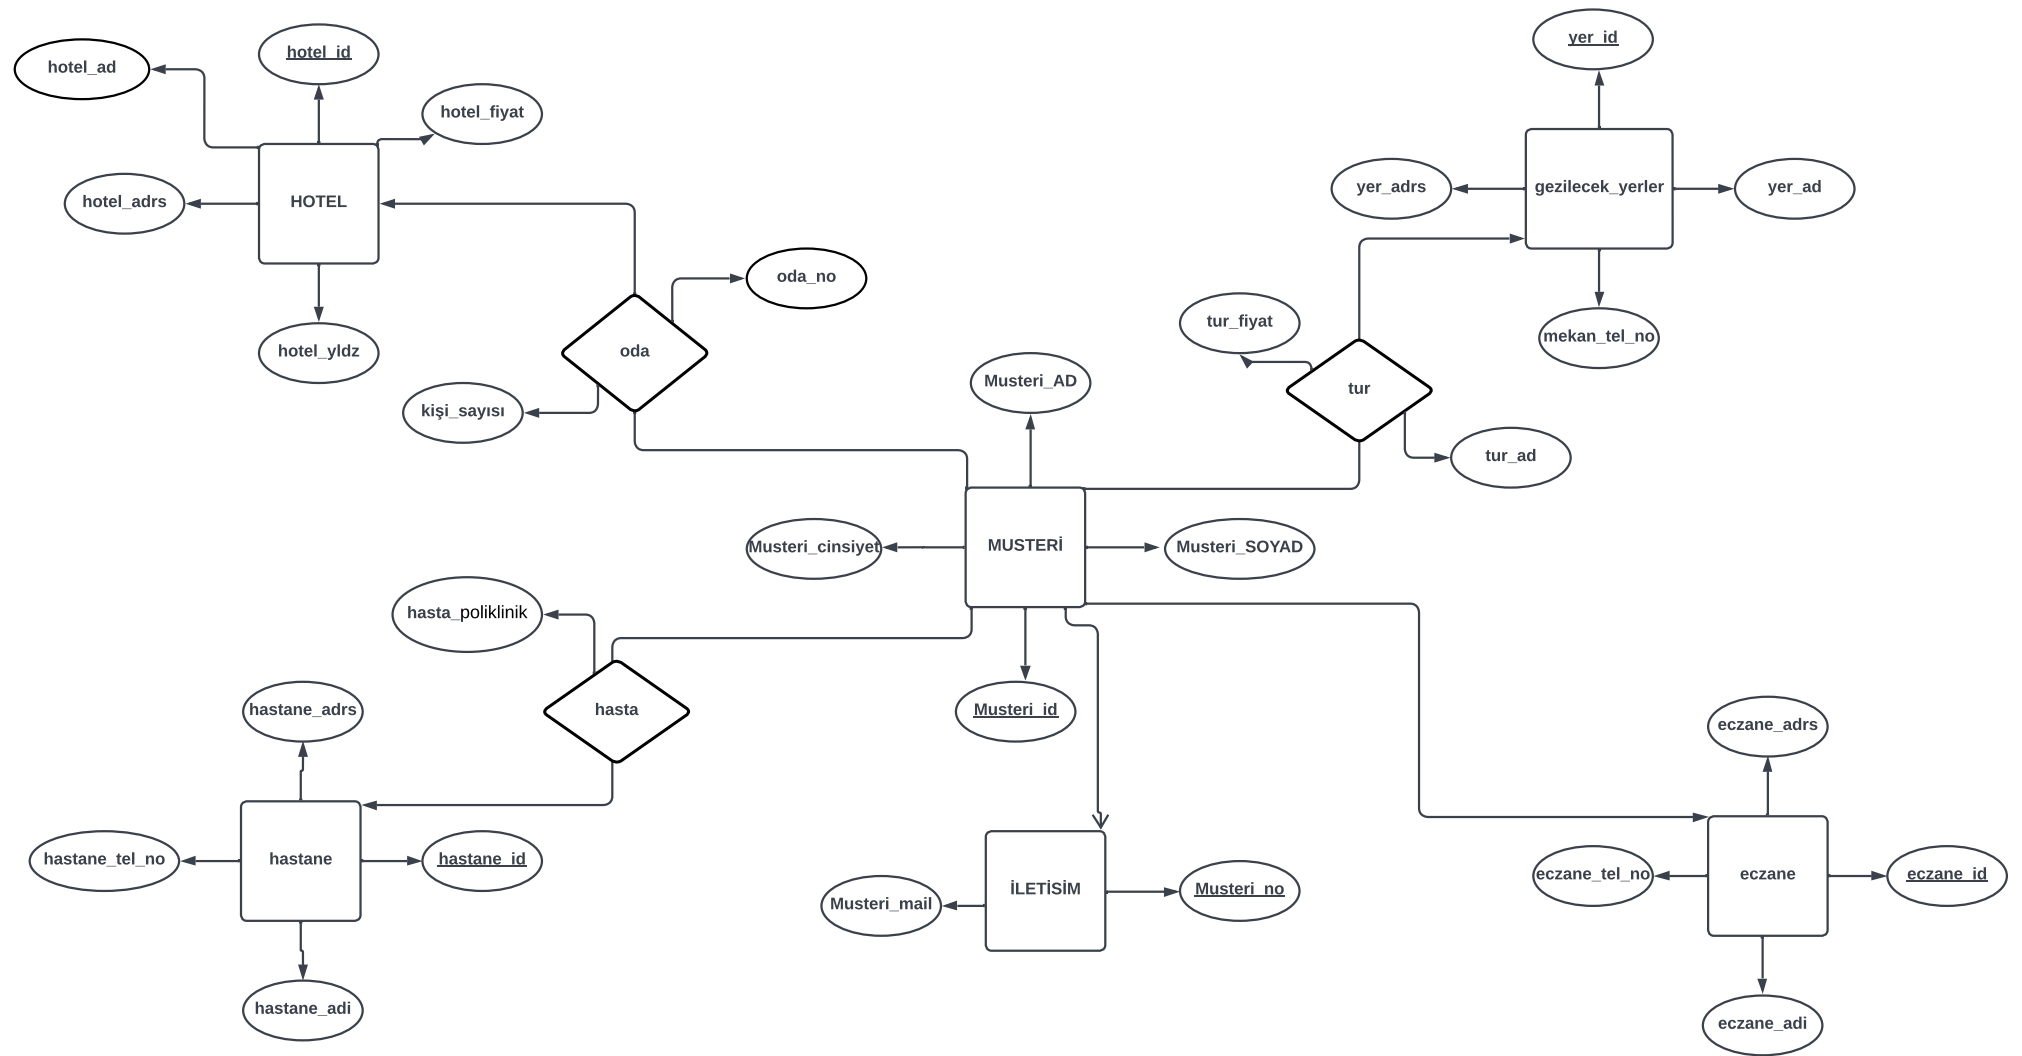 yer_id
hotel_id
hotel_ad
hotel_fiyat
yer_adrs
gezilecek_yerler
yer_ad
hotel_adrs
HOTEL
oda_no
tur_fiyat
mekan_tel_no
hotel_yldz
oda
Musteri_AD
tur
kişi_sayısı
tur_ad
Musteri_cinsiyet
MUSTERİ
Musteri_SOYAD
hasta_poliklinik
hastane_adrs
hasta
Musteri_id
eczane_adrs
hastane_tel_no
hastane
hastane_id
eczane_tel_no
eczane
eczane_id
Musteri_mail
İLETİSİM
Musteri_no
hastane_adi
eczane_adi